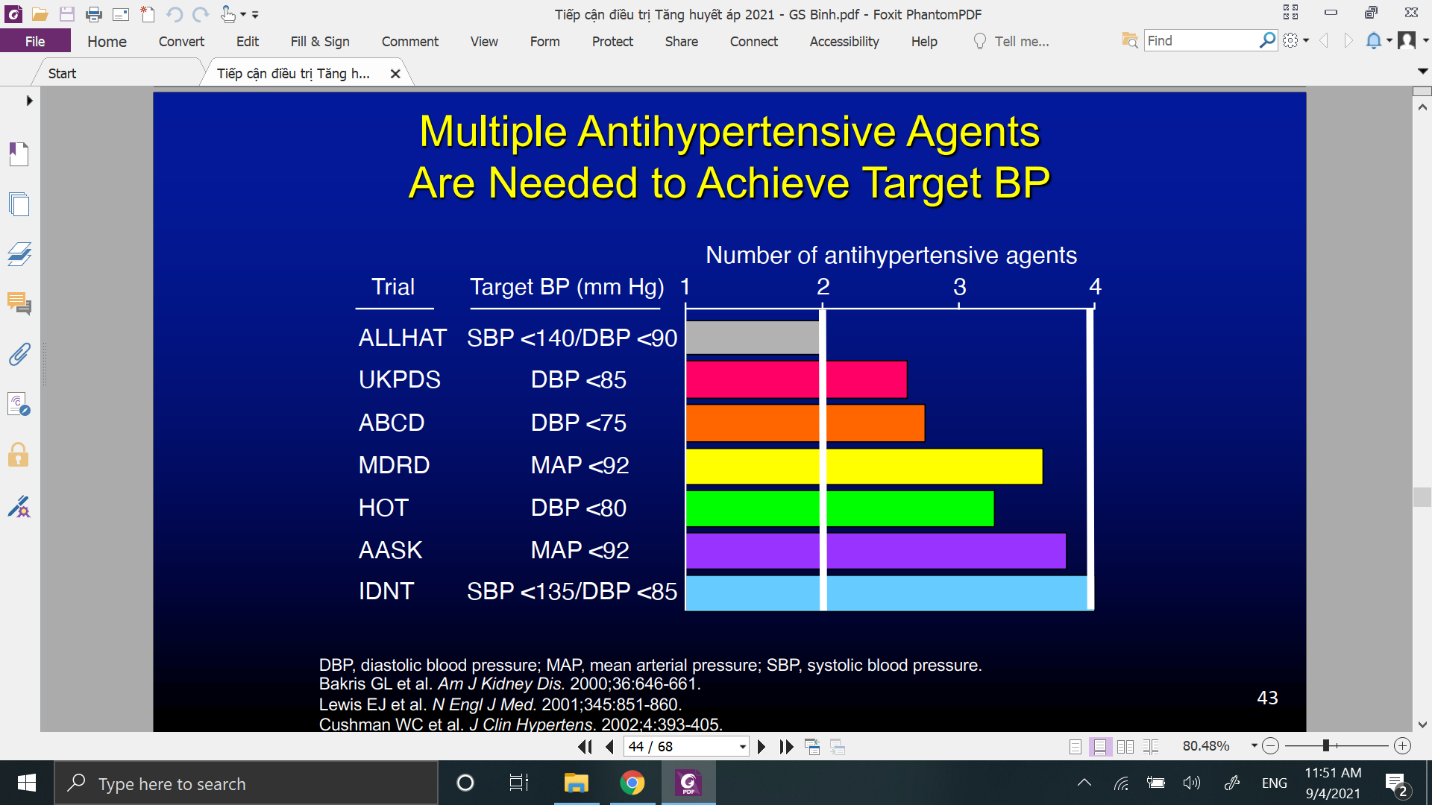 Tiếp cận điều trị Tăng huyết áp 2021 - GS Binh.pdf - Foxit PhantomPDF
File Home Convert Edit Fill & Sign Comment View Form Protect Share Connect Accessibility Help Tell me... Find
Start Tiếp cận điều trị Tăng h...
Multiple Antihypertensive Agents
Are Needed to Achieve Target BP
Number of antihypertensive agents
Trial Target BP (mm Hg) 1 2 3 4
ALLHAT SBP <140/DBP <90
UKPDS DBP <85
ABCD DBP <75
MDRD MAP <92
HOT DBP <80
AASK MAP <92
IDNT SBP <135/DBP <85
DBP, diastolic blood pressure; MAP, mean arterial pressure; SBP, systolic blood pressure.
Bakris GL et al. Am J Kidney Dis. 2000;36:646-661.
Lewis EJ et al. N Engl J Med. 2001;345:851-860.
Cushman WC et al. J Clin Hypertens. 2002;4:393-405.
43
44 / 68 80.48%
Type here to search ENG 11:51 AM
9/4/2021 2
PDF